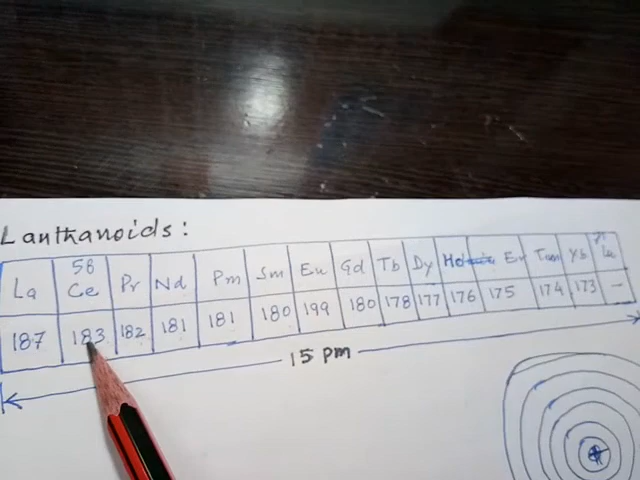 Lanthanoids:
58
La Ce Pr Nd Pm Sm Eu Gd Tb Dy Ho Er Yb
187 183 182 181 181 180 199 180 178 177 176 175 174 173 -
15 pm